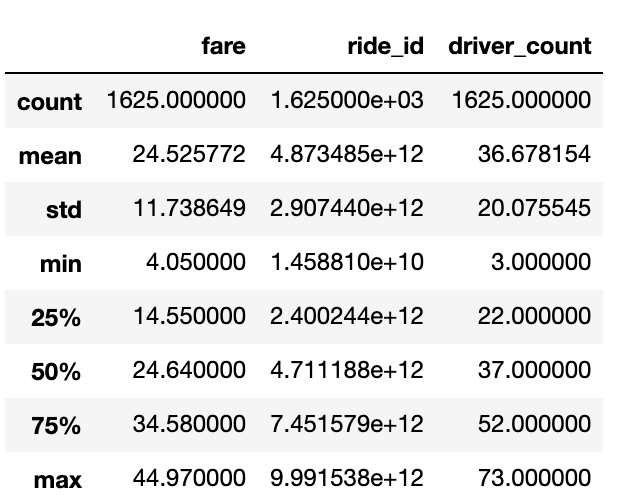 fare ride_id driver_count
count 1625.000000 1.625000e+03 1625.000000
mean 24.525772 4.873485e+12 36.678154
std 11.738649 2.907440e+12 20.075545
min 4.050000 1.458810e+10 3.000000
25% 14.550000 2.400244e+12 22.000000
50% 24.640000 4.711188e+12 37.000000
75% 34.580000 7.451579e+12 52.000000
max 44.970000 9.991538e+12 73.000000